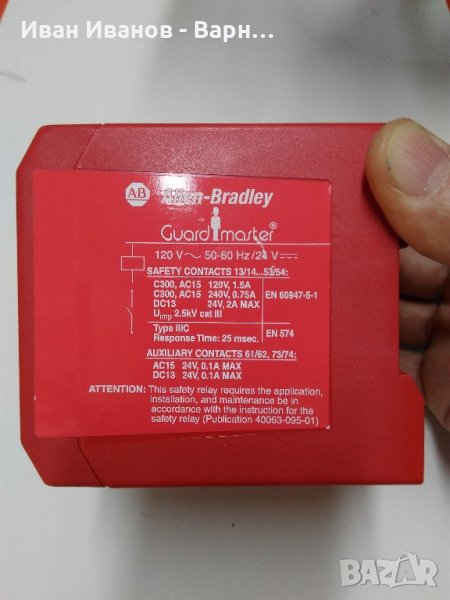 Иван Иванов - Варн...
AB Allen-Bradley
Guardmaster®
120 V ~ 50-60 Hz/24 V ⎓
SAFETY CONTACTS 13/14...53/54:
C300, AC15 120V, 1.5A
C300, AC15 240V, 0.75A
DC13 24V, 2A MAX
Uimp 2.5kV cat III
EN 60947-5-1
Type IIIC
Response Time: 25 msec.
EN 574
AUXILIARY CONTACTS 61/62, 73/74:
AC15 24V, 0.1A MAX
DC13 24V, 0.1A MAX
ATTENTION: This safety relay requires the application,
installation, and maintenance be in
accordance with the instruction for the
safety relay (Publication 40063-095-01)
BAZAR